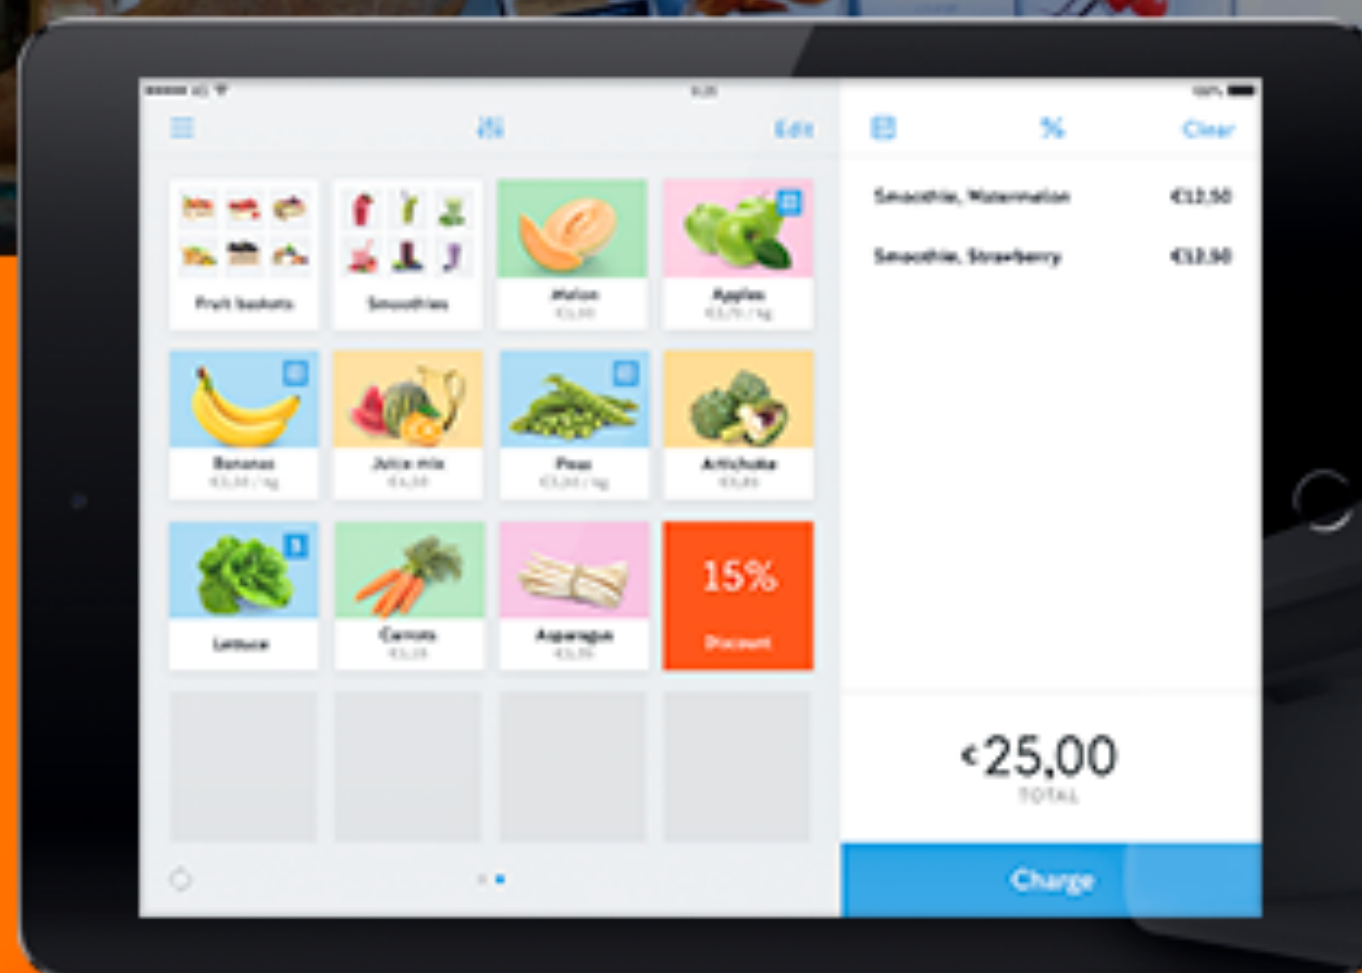 100%
Edit
%
Clear
Smoothie, Watermelon €12,50
Smoothie, Strawberry €12,50
Fruit baskets
Smoothies
Melon
Apples
Bananas
Juice mix
Peas
Artichoke
Lettuce
Carrots
Asparagus
15%
Discount
€25,00
TOTAL
Charge